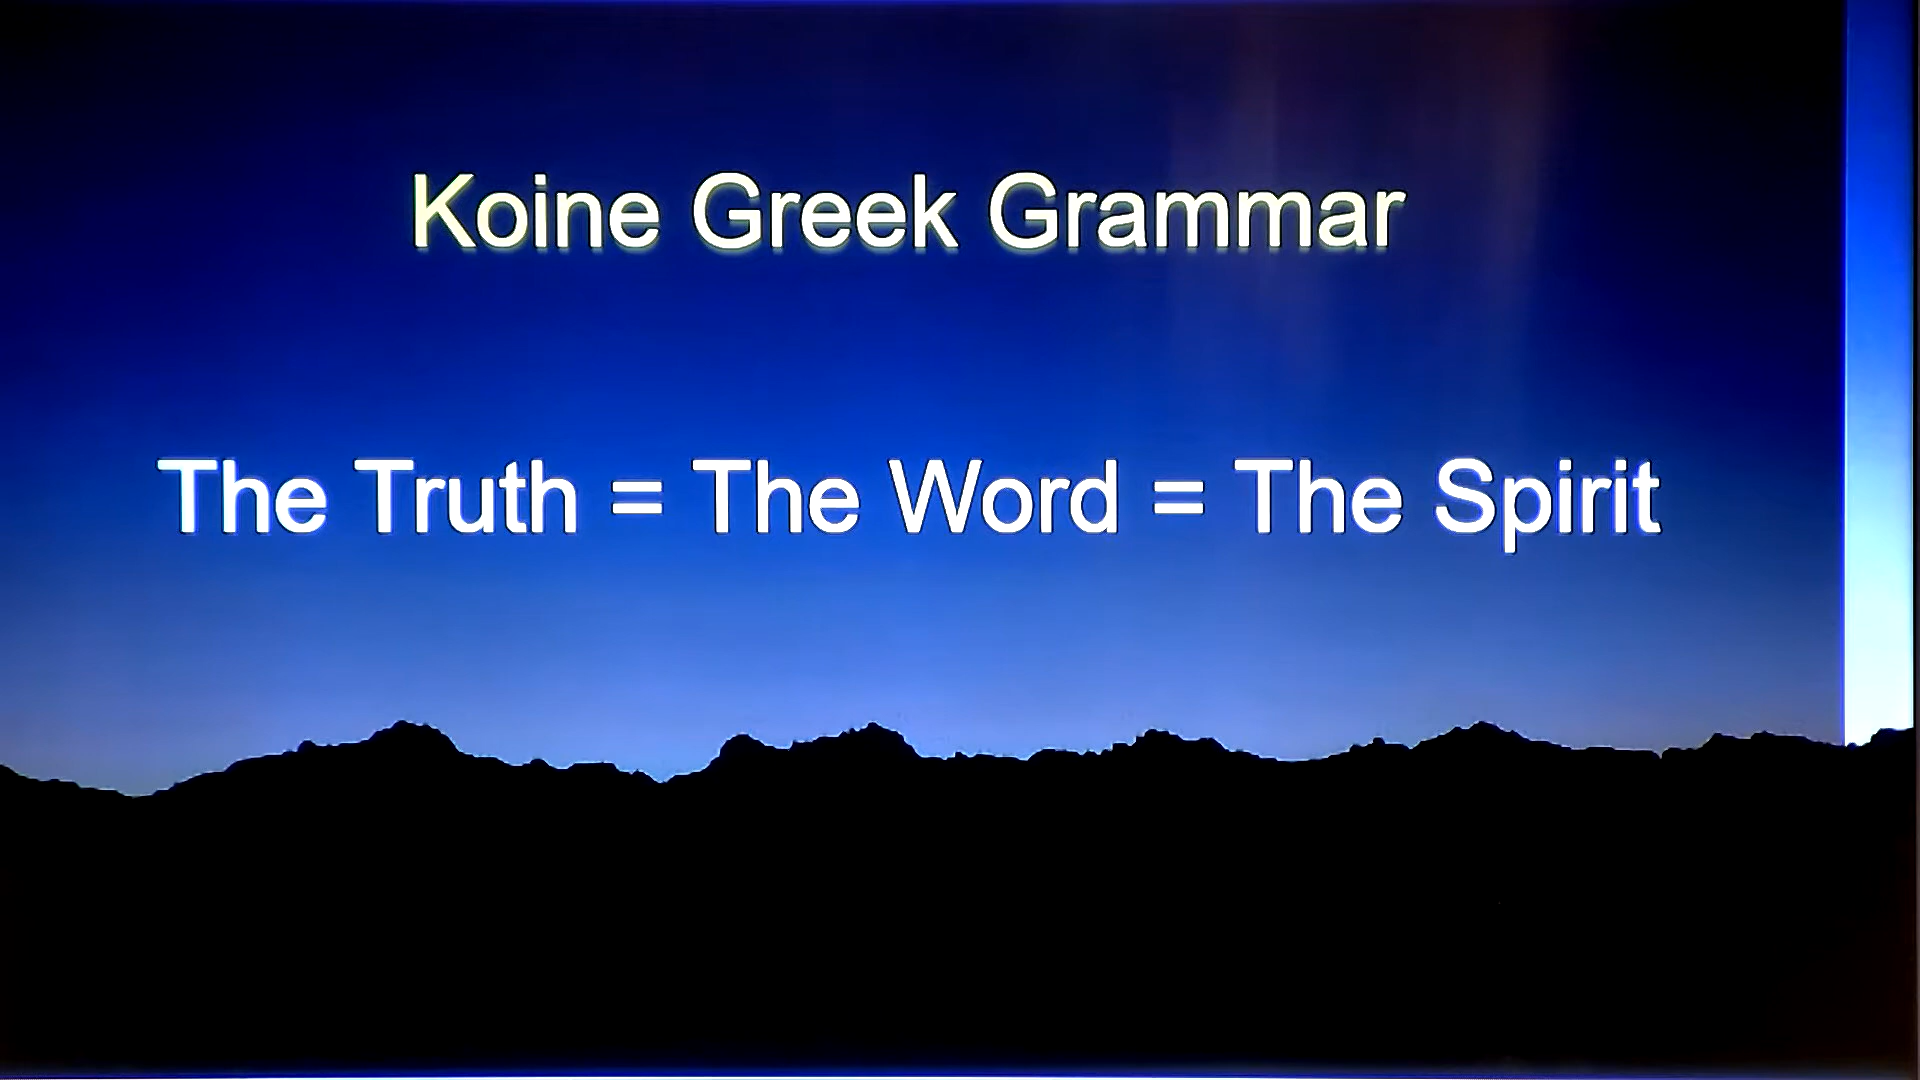 Koine Greek Grammar
The Truth = The Word = The Spirit